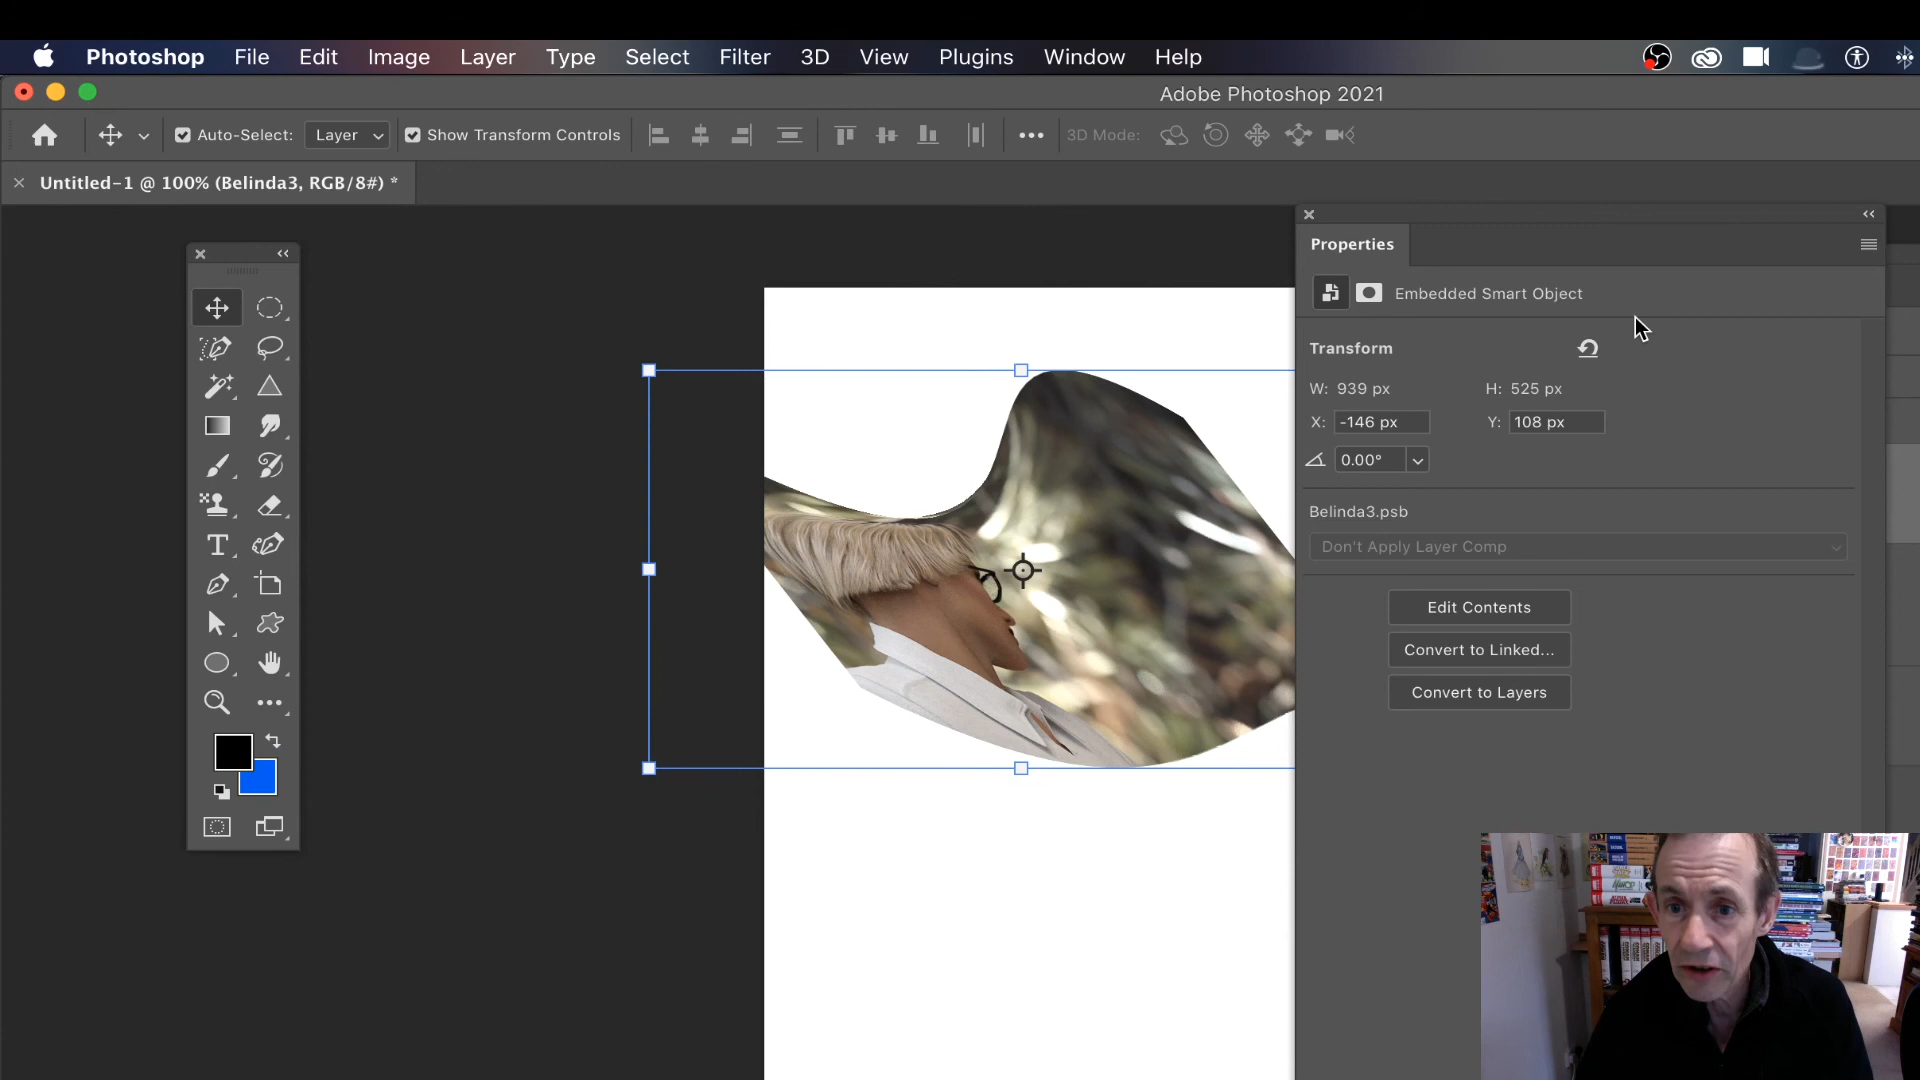 Photoshop File Edit Image Layer Type Select Filter 3D View Plugins Window Help
Adobe Photoshop 2021
Auto-Select: Layer Show Transform Controls 3D Mode:
Untitled-1 @ 100% (Belinda3, RGB/8#) *
Properties
Embedded Smart Object
Transform
W: 939 px H: 525 px
X: -146 px Y: 108 px
0.00°
Belinda3.psb
Don't Apply Layer Comp
Edit Contents
Convert to Linked...
Convert to Layers